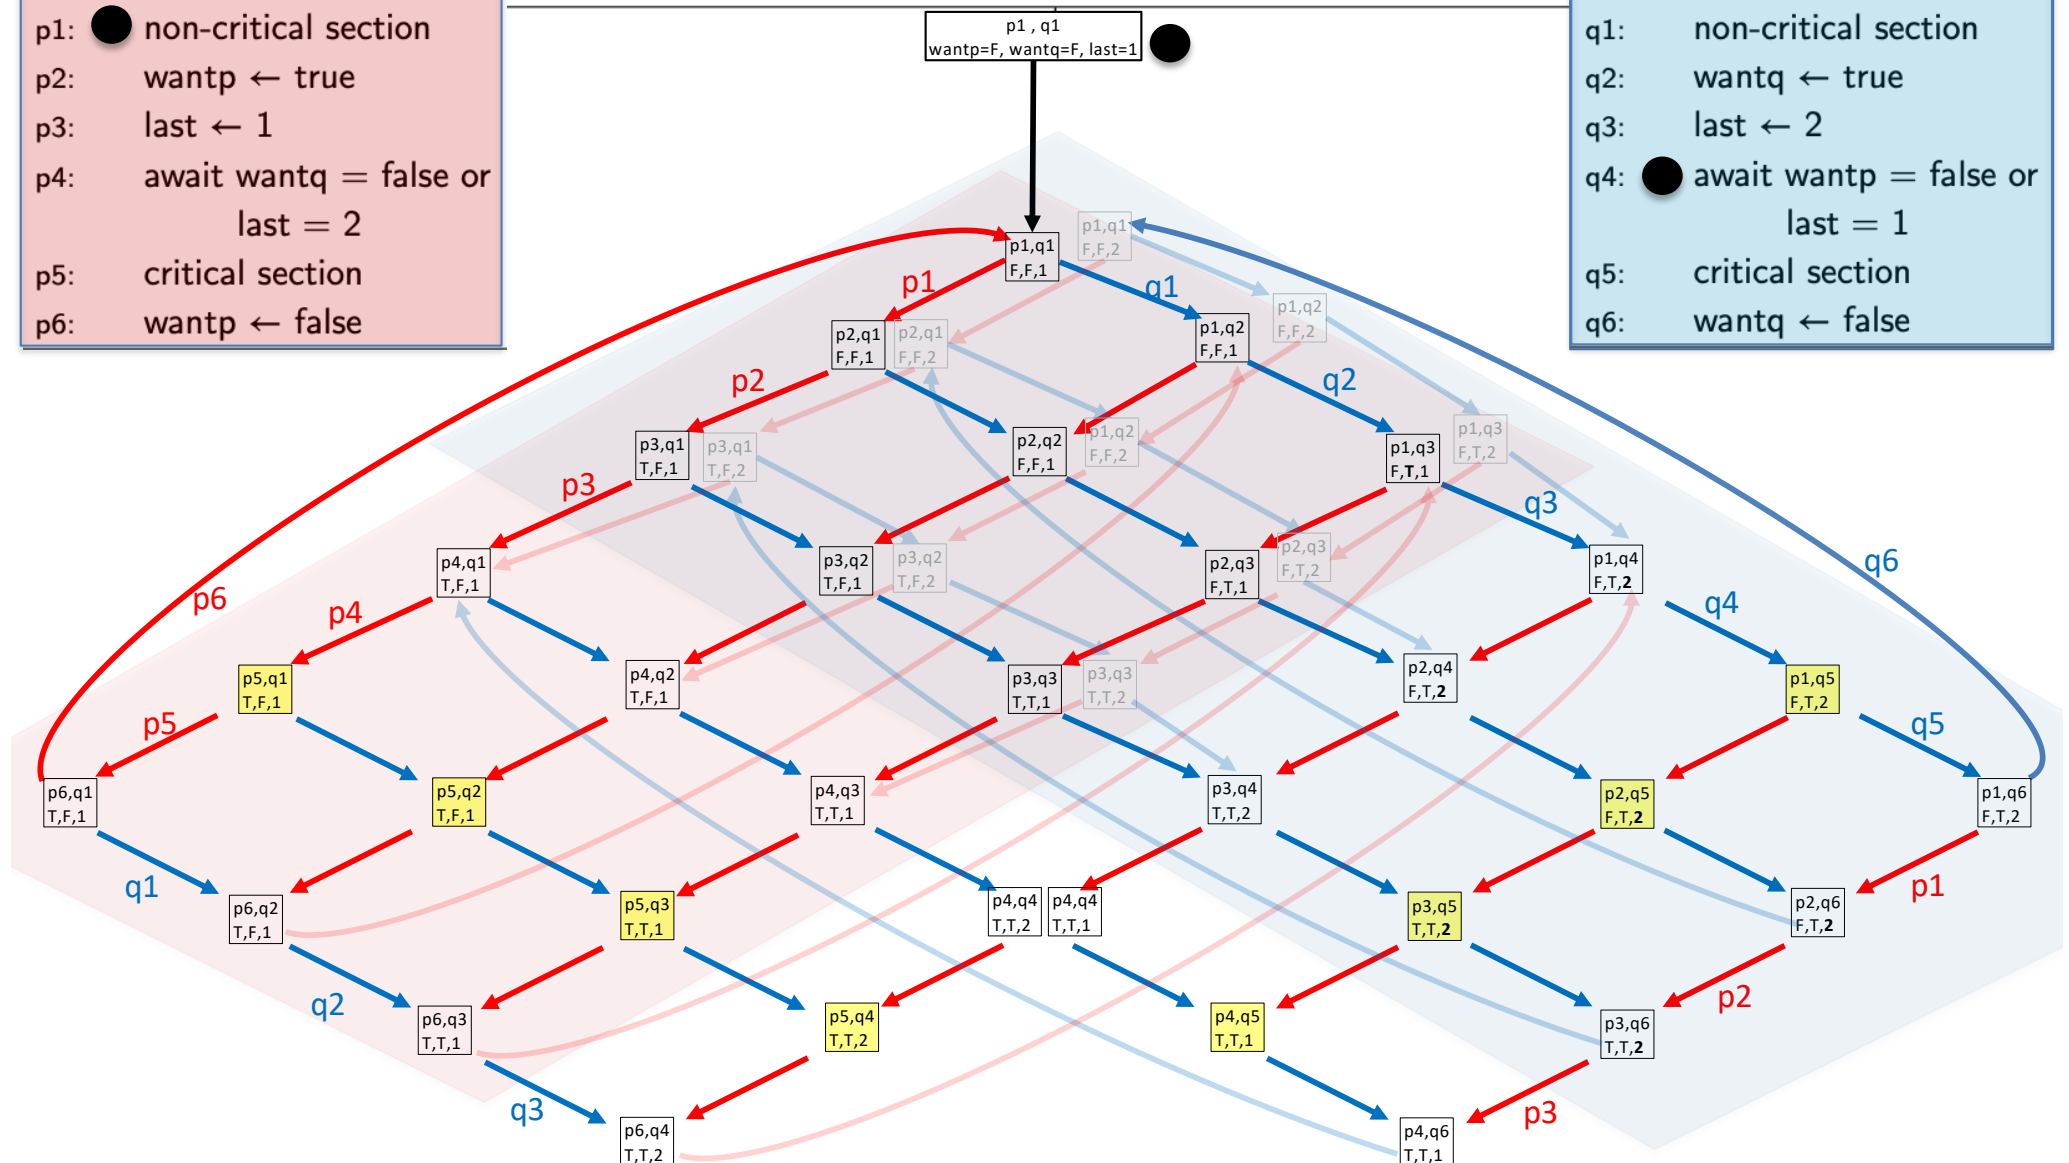 p1: non-critical section
p2: wantp ← true
p3: last ← 1
p4: await wantq = false or
last = 2
p5: critical section
p6: wantp ← false
p1 , q1
wantp=F, wantq=F, last=1
q1: non-critical section
q2: wantq ← true
q3: last ← 2
q4: await wantp = false or
last = 1
q5: critical section
q6: wantq ← false
p1,q1
F,F,1
p1,q1
F,F,2
p1
q1
p2,q1
F,F,1
p2,q1
F,F,2
p1,q2
F,F,1
p1,q2
F,F,2
p2
q2
p3,q1
T,F,1
p3,q1
T,F,2
p2,q2
F,F,1
p1,q2
F,F,2
p1,q3
F,T,1
p1,q3
F,T,2
p3
q3
p4,q1
T,F,1
p3,q2
T,F,1
p3,q2
T,F,2
p2,q3
F,T,1
p2,q3
F,T,2
p1,q4
F,T,2
p6
p4
q4
q6
p5,q1
T,F,1
p4,q2
T,F,1
p3,q3
T,T,1
p3,q3
T,T,2
p2,q4
F,T,2
p1,q5
F,T,2
p5
q5
p6,q1
T,F,1
p5,q2
T,F,1
p4,q3
T,T,1
p3,q4
T,T,2
p2,q5
F,T,2
p1,q6
F,T,2
q1
p1
p6,q2
T,F,1
p5,q3
T,T,1
p4,q4
T,T,2
p4,q4
T,T,1
p3,q5
T,T,2
p2,q6
F,T,2
q2
p2
p6,q3
T,T,1
p5,q4
T,T,2
p4,q5
T,T,1
p3,q6
T,T,2
q3
p3
p6,q4
T,T,2
p4,q6
T,T,1